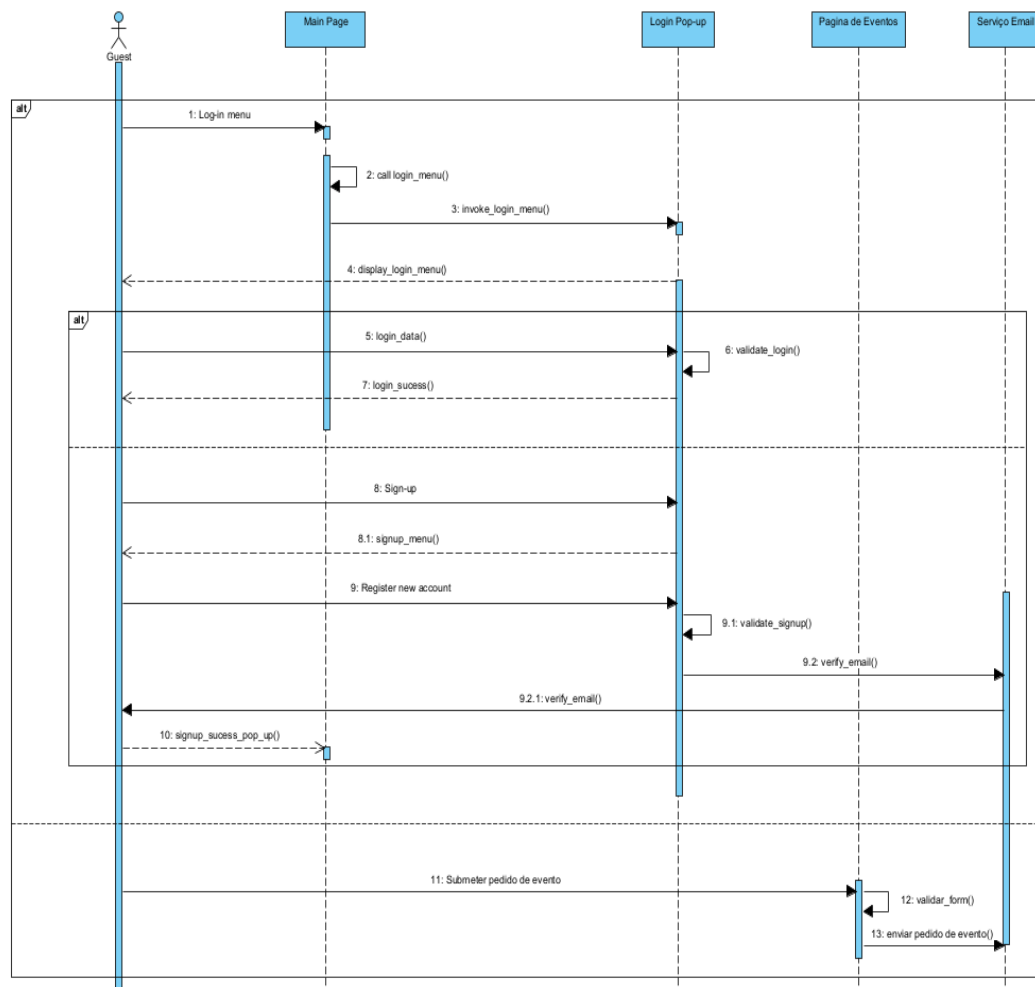 Guest
Main Page
Login Pop-up
Pagina de Eventos
Serviço Email
alt
1: Log-in menu
2: call login_menu()
3: invoke_login_menu()
4: display_login_menu()
alt
5: login_data()
6: validate_login()
7: login_sucess()
8: Sign-up
8.1: signup_menu()
9: Register new account
9.1: validate_signup()
9.2: verify_email()
9.2.1: verify_email()
10: signup_sucess_pop_up()
11: Submeter pedido de evento
12: validar_form()
13: enviar pedido de evento()